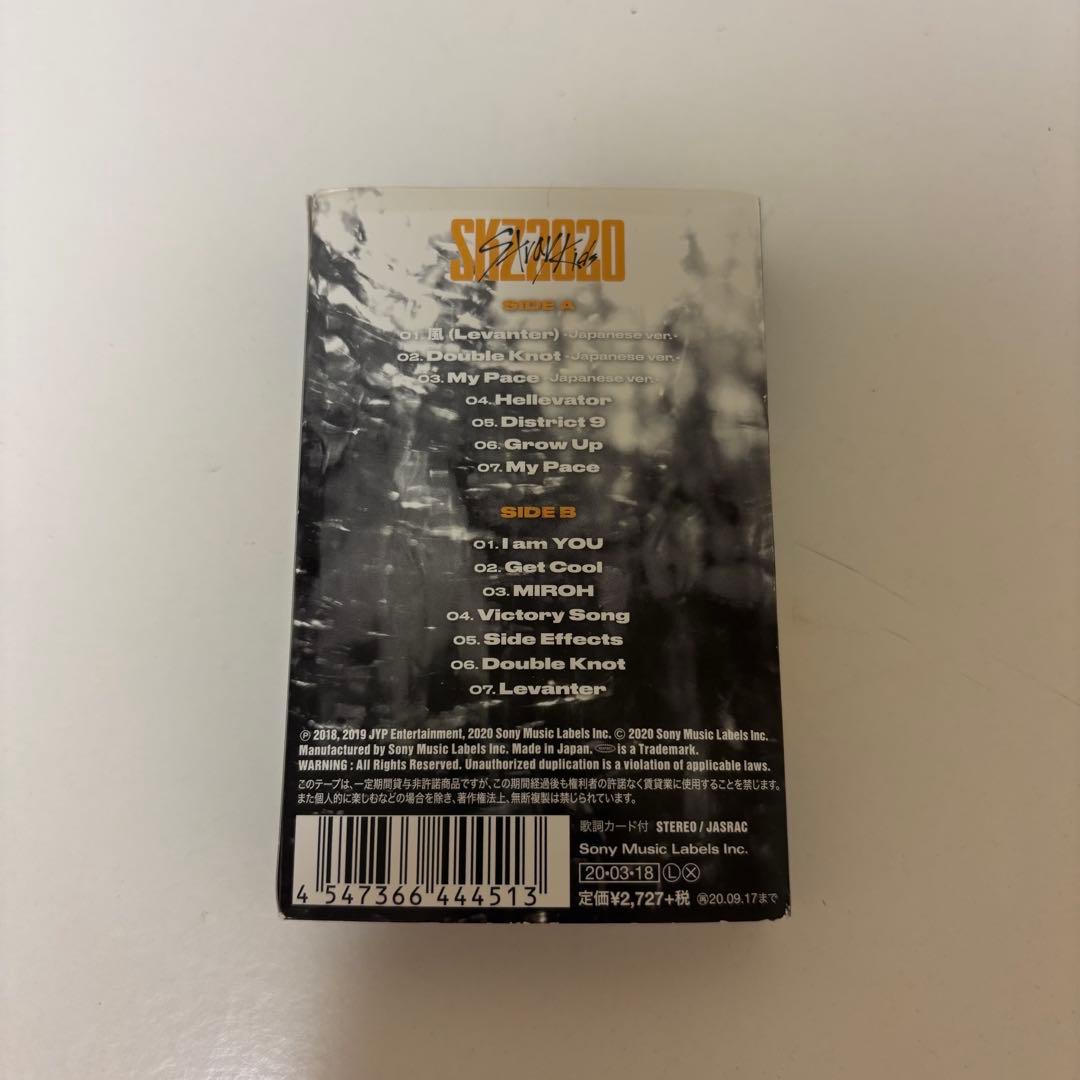 SKZ2020
Stray Kids
SIDE A
01. 風 (Levanter) -Japanese ver.-
02. Double Knot -Japanese ver.-
03. My Pace -Japanese ver.-
04. Hellevator
05. District 9
06. Grow Up
07. My Pace
SIDE B
01. I am YOU
02. Get Cool
03. MIROH
04. Victory Song
05. Side Effects
06. Double Knot
07. Levanter
Ⓟ 2018, 2019 JYP Entertainment, 2020 Sony Music Labels Inc. © 2020 Sony Music Labels Inc.
Manufactured by Sony Music Labels Inc. Made in Japan. is a Trademark.
WARNING : All Rights Reserved. Unauthorized duplication is a violation of applicable laws.
このテープは、一定期間貸与非許諾商品ですが、この期間経過後も権利者の許諾なく賃貸業に使用することを禁じます。
また個人的に楽しむなどの場合を除き、著作権法上、無断複製は禁じられています。
歌詞カード付 STEREO / JASRAC
Sony Music Labels Inc.
20•03•18 Ⓛ Ⓧ
定価¥2,727+税 20.09.17まで
4 547366 444513